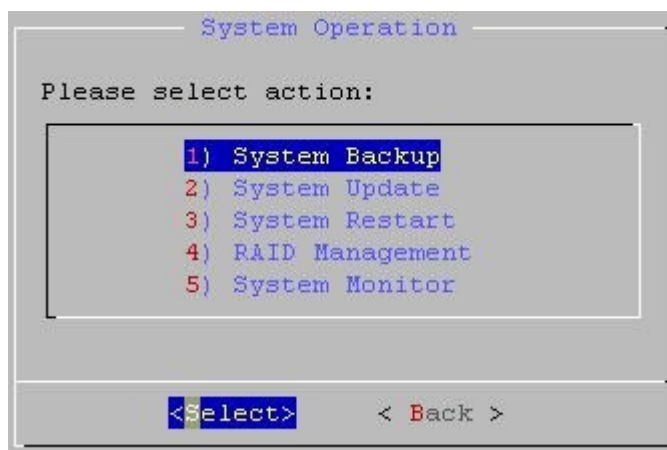 System Operation
Please select action:
1) System Backup
2) System Update
3) System Restart
4) RAID Management
5) System Monitor
<Select> < Back >